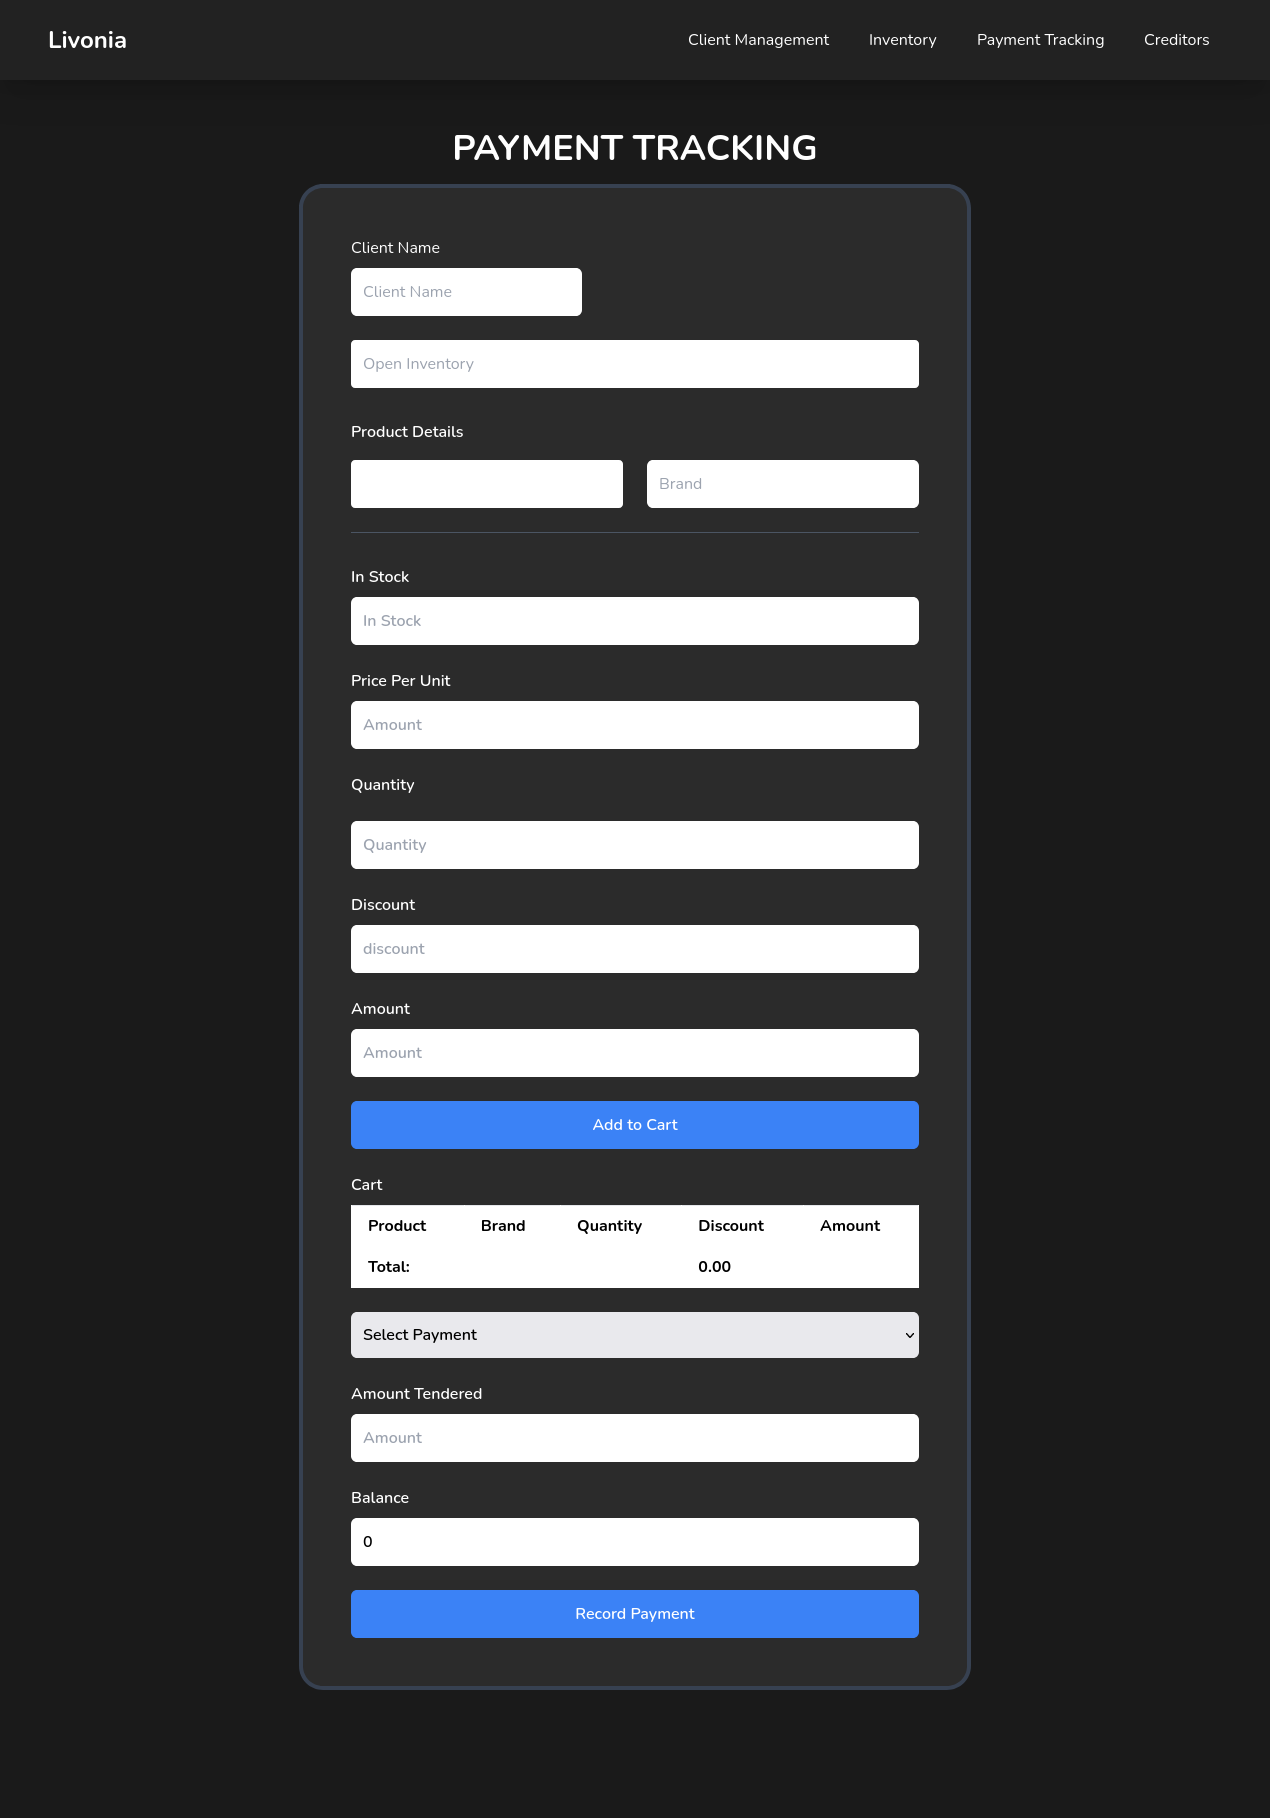 Livonia
Client Management Inventory Payment Tracking Creditors
PAYMENT TRACKING
Client Name
Client Name
Open Inventory
Product Details
Brand
In Stock
In Stock
Price Per Unit
Amount
Quantity
Quantity
Discount
discount
Amount
Amount
Add to Cart
Cart
Product Brand Quantity Discount Amount
Total: 0.00
Select Payment
Amount Tendered
Amount
Balance
0
Record Payment